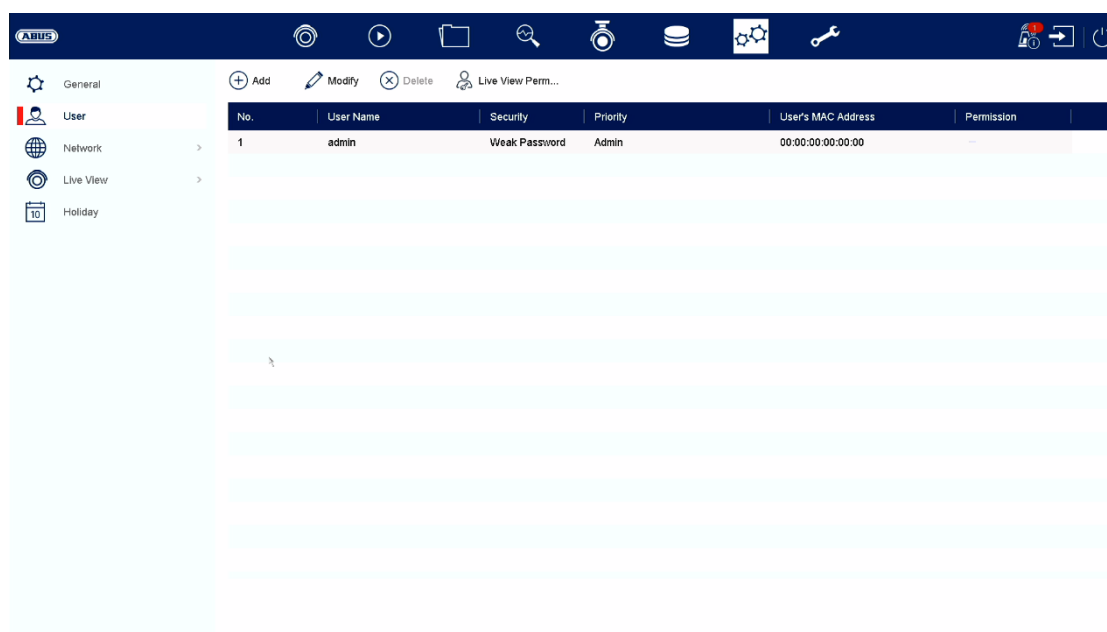 ABUS
1
General
User
Network
Live View
10
Holiday
Add Modify Delete Live View Perm...
No. User Name Security Priority User's MAC Address Permission
1 admin Weak Password Admin 00:00:00:00:00:00 —